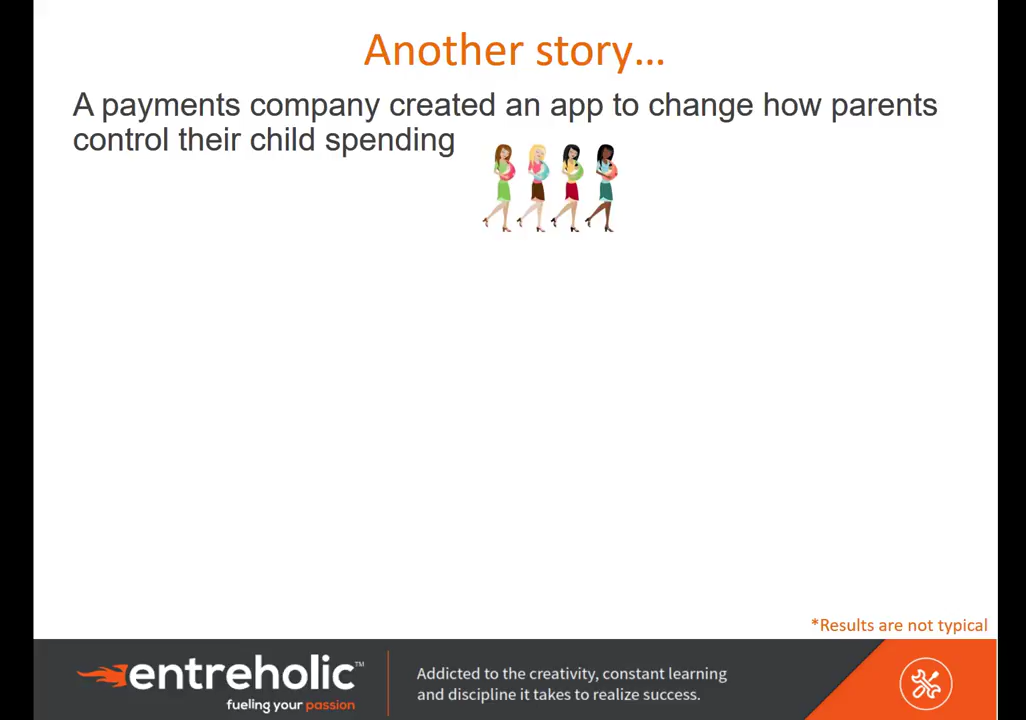 Another story...
A payments company created an app to change how parents
control their child spending
*Results are not typical
entreholic™
fueling your passion
Addicted to the creativity, constant learning
and discipline it takes to realize success.